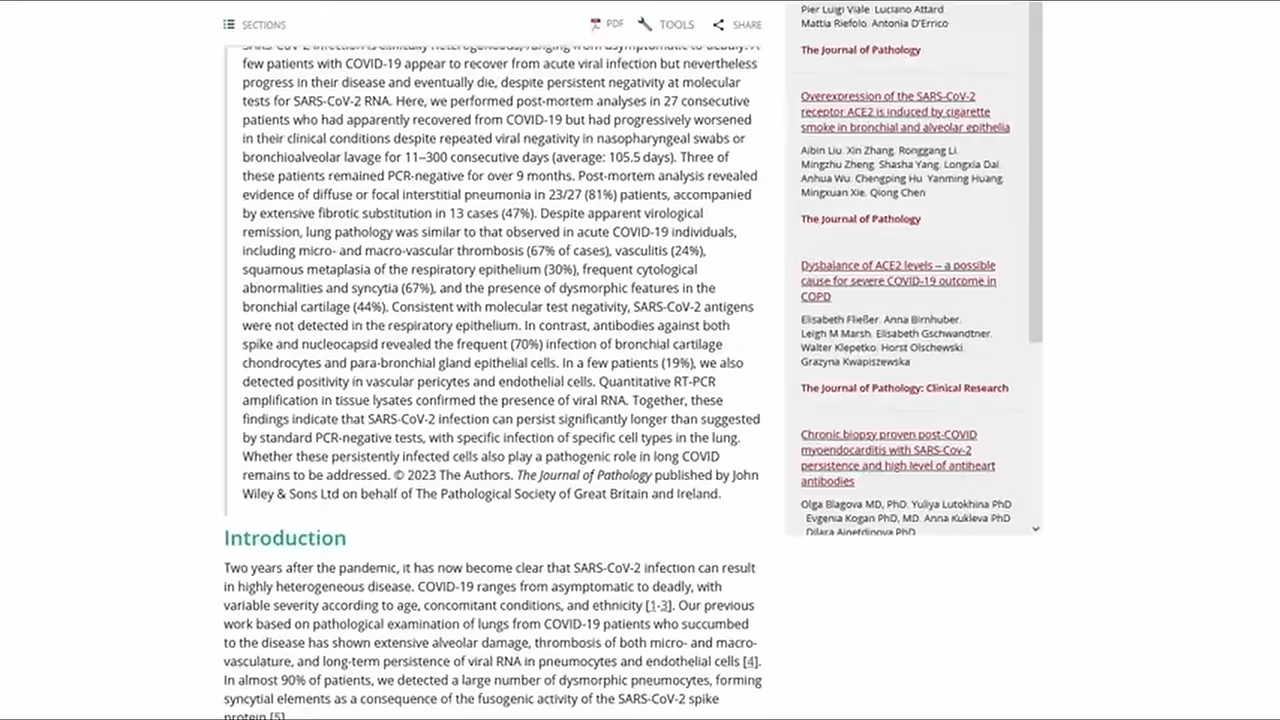 SECTIONS
PDF
TOOLS
SHARE
SARS-CoV-2 infection is clinically heterogeneous, ranging from asymptomatic to deadly. A
few patients with COVID-19 appear to recover from acute viral infection but nevertheless
progress in their disease and eventually die, despite persistent negativity at molecular
tests for SARS-CoV-2 RNA. Here, we performed post-mortem analyses in 27 consecutive
patients who had apparently recovered from COVID-19 but had progressively worsened
in their clinical conditions despite repeated viral negativity in nasopharyngeal swabs or
bronchioalveolar lavage for 11–300 consecutive days (average: 105.5 days). Three of
these patients remained PCR-negative for over 9 months. Post-mortem analysis revealed
evidence of diffuse or focal interstitial pneumonia in 23/27 (81%) patients, accompanied
by extensive fibrotic substitution in 13 cases (47%). Despite apparent virological
remission, lung pathology was similar to that observed in acute COVID-19 individuals,
including micro- and macro-vascular thrombosis (67% of cases), vasculitis (24%),
squamous metaplasia of the respiratory epithelium (30%), frequent cytological
abnormalities and syncytia (67%), and the presence of dysmorphic features in the
bronchial cartilage (44%). Consistent with molecular test negativity, SARS-CoV-2 antigens
were not detected in the respiratory epithelium. In contrast, antibodies against both
spike and nucleocapsid revealed the frequent (70%) infection of bronchial cartilage
chondrocytes and para-bronchial gland epithelial cells. In a few patients (19%), we also
detected positivity in vascular pericytes and endothelial cells. Quantitative RT-PCR
amplification in tissue lysates confirmed the presence of viral RNA. Together, these
findings indicate that SARS-CoV-2 infection can persist significantly longer than suggested
by standard PCR-negative tests, with specific infection of specific cell types in the lung.
Whether these persistently infected cells also play a pathogenic role in long COVID
remains to be addressed. © 2023 The Authors. The Journal of Pathology published by John
Wiley & Sons Ltd on behalf of The Pathological Society of Great Britain and Ireland.
Introduction
Two years after the pandemic, it has now become clear that SARS-CoV-2 infection can result
in highly heterogeneous disease. COVID-19 ranges from asymptomatic to deadly, with
variable severity according to age, concomitant conditions, and ethnicity [1-3]. Our previous
work based on pathological examination of lungs from COVID-19 patients who succumbed
to the disease has shown extensive alveolar damage, thrombosis of both micro- and macro-
vasculature, and long-term persistence of viral RNA in pneumocytes and endothelial cells [4].
In almost 90% of patients, we detected a large number of dysmorphic pneumocytes, forming
syncytial elements as a consequence of the fusogenic activity of the SARS-CoV-2 spike
protein [5].
Pier Luigi Viale, Luciano Attard,
Mattia Riefolo, Antonia D'Errico
The Journal of Pathology
Overexpression of the SARS-CoV-2
receptor ACE2 is induced by cigarette
smoke in bronchial and alveolar epithelia
Aibin Liu, Xin Zhang, Ronggang Li,
Mingzhu Zheng, Shasha Yang, Longxia Dai,
Anhua Wu, Chengping Hu, Yanming Huang,
Mingxuan Xie, Qiong Chen
The Journal of Pathology
Dysbalance of ACE2 levels – a possible
cause for severe COVID-19 outcome in
COPD
Elisabeth Fließer, Anna Birnhuber,
Leigh M Marsh, Elisabeth Gschwandtner,
Walter Klepetko, Horst Olschewski,
Grazyna Kwapiszewska
The Journal of Pathology: Clinical Research
Chronic biopsy proven post-COVID
myoendocarditis with SARS-Cov-2
persistence and high level of antiheart
antibodies
Olga Blagova MD, PhD, Yuliya Lutokhina PhD
, Evgenia Kogan PhD, MD, Anna Kukleva PhD
, Dilara Ainetdinova PhD